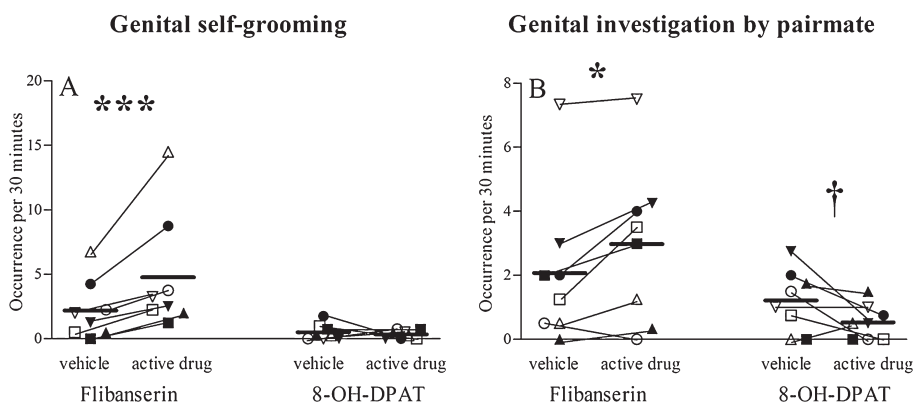 Genital self-grooming
Genital investigation by pairmate
A
***
20
15
10
5
0
Occurrence per 30 minutes
vehicle active drug vehicle active drug
Flibanserin 8-OH-DPAT
B
*
†
8
6
4
2
0
Occurrence per 30 minutes
vehicle active drug vehicle active drug
Flibanserin 8-OH-DPAT